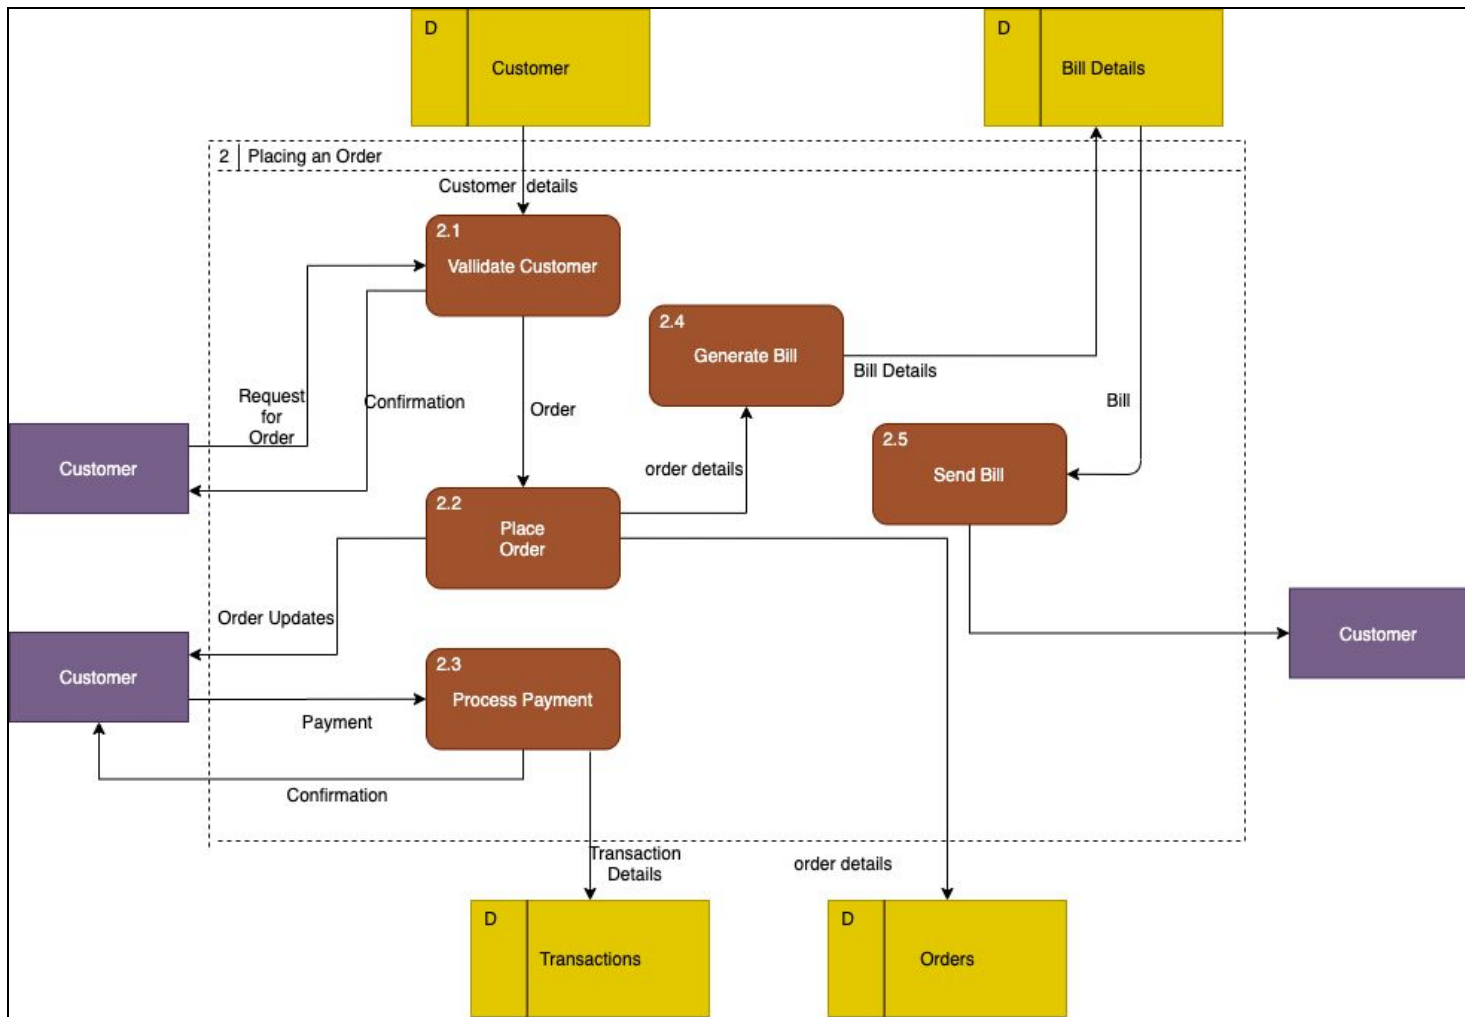 D
Customer
D
Bill Details
2 Placing an Order
Customer details
2.1
Vallidate Customer
2.4
Generate Bill
Bill Details
Request
for
Order
Confirmation
Order
Bill
Customer
order details
2.5
Send Bill
2.2
Place
Order
Order Updates
Customer
Customer
2.3
Process Payment
Payment
Confirmation
Transaction
Details
order details
D
Transactions
D
Orders